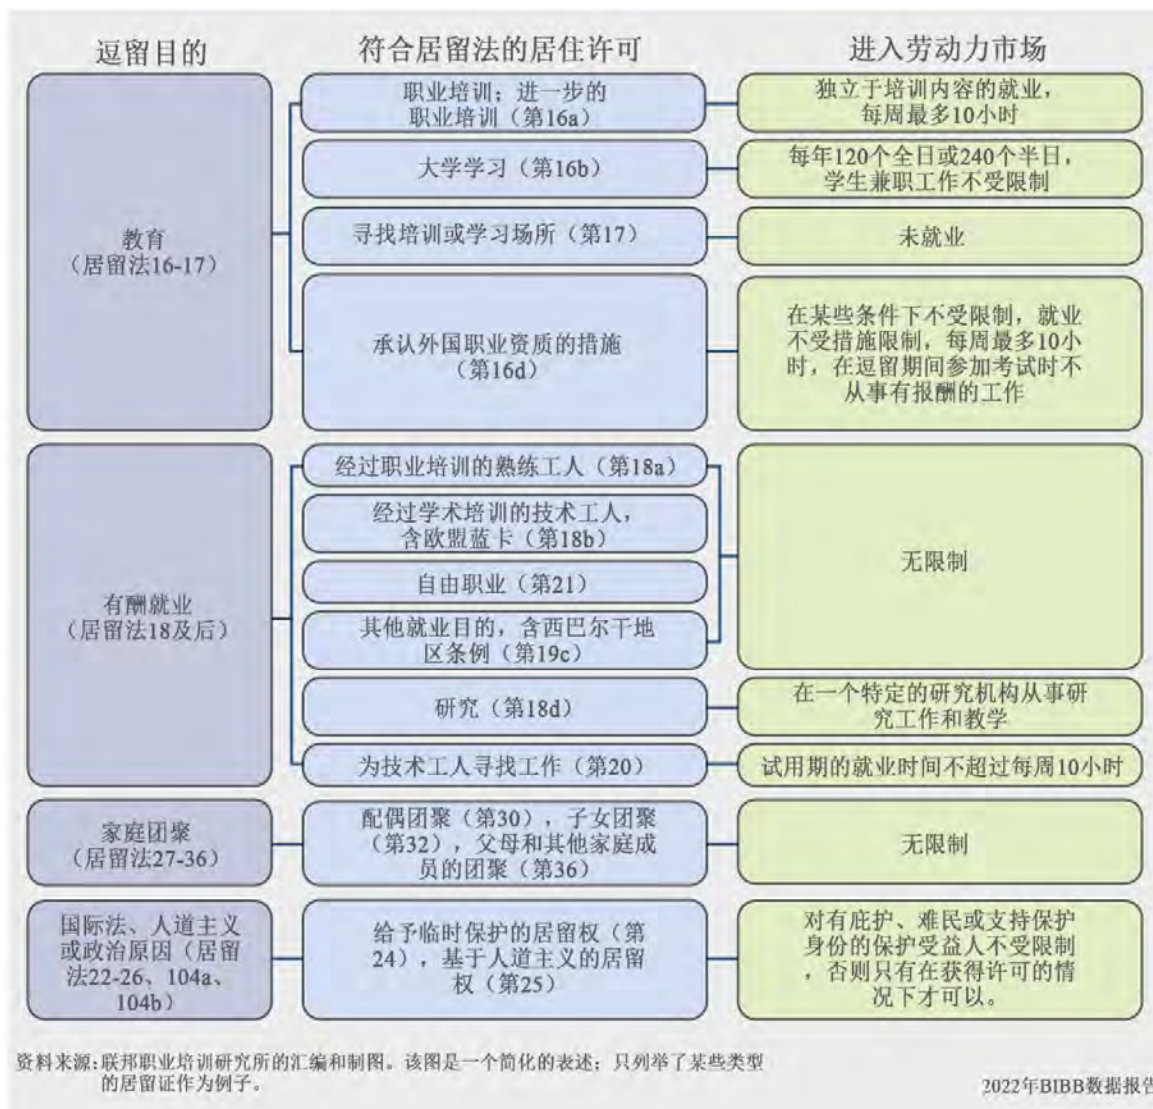 逗留目的
符合居留法的居住许可
进入劳动力市场
教育
（居留法16-17）
职业培训；进一步的
职业培训（第16a）
独立于培训内容的就业，
每周最多10小时
大学学习（第16b）
每年120个全日或240个半日，
学生兼职工作不受限制
寻找培训或学习场所（第17）
未就业
承认外国职业资质的措施
（第16d）
在某些条件下不受限制，就业
不受措施限制，每周最多10小
时，在逗留期间参加考试时不
从事有报酬的工作
有酬就业
（居留法18及后）
经过职业培训的熟练工人（第18a）
经过学术培训的技术工人，
含欧盟蓝卡（第18b）
自由职业（第21）
其他就业目的，含西巴尔干地
区条例（第19c）
无限制
研究（第18d）
在一个特定的研究机构从事研
究工作和教学
为技术工人寻找工作（第20）
试用期的就业时间不超过每周10小时
家庭团聚
（居留法27-36）
配偶团聚（第30），子女团聚
（第32），父母和其他家庭成
员的团聚（第36）
无限制
国际法、人道主义
或政治原因（居留
法22-26、104a、
104b）
给予临时保护的居留权（第
24），基于人道主义的居留
权（第25）
对有庇护、难民或支持保护
身份的保护受益人不受限制
，否则只有在获得许可的情
况下才可以。
资料来源:联邦职业培训研究所的汇编和制图。该图是一个简化的表述；只列举了某些类型
的居留证作为例子。
2022年BIBB数据报告